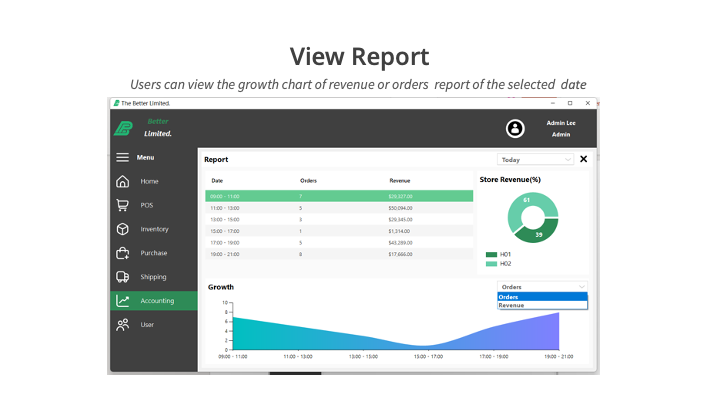 View Report
Users can view the growth chart of revenue or orders report of the selected date
The Better Limited.
Better
Limited.
Admin Lee
Admin
Menu
Home
POS
Inventory
Purchase
Shipping
Accounting
User
Report
Today
Date Orders Revenue
09:00 - 11:00 7
11:00 - 13:00 5 $50,094.00
13:00 - 15:00 3 $29,345.00
15:00 - 17:00 1 $1,314.00
17:00 - 19:00 5 $43,289.00
19:00 - 21:00 8 $17,666.00
Store Revenue(%)
61
39
H01
H02
Growth
Orders
Orders
Revenue
10
8
6
4
2
0
09:00 - 11:00 11:00 - 13:00 13:00 - 15:00 13:00 - 17:00 17:00 - 19:00 19:00 - 21:00